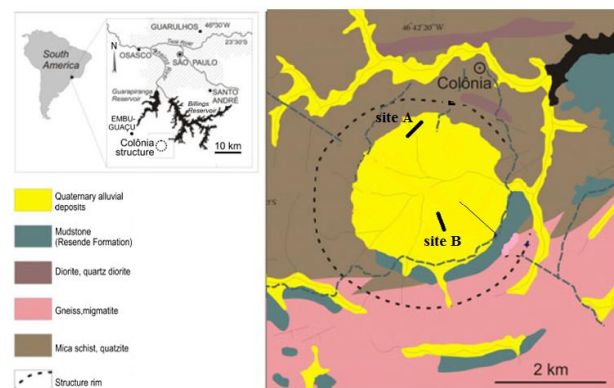 South
America
GUARULHOS
46°30'W
23°30'S
N
Tietê River
OSASCO
SÃO PAULO
SANTO
ANDRÉ
Guarapiranga
Reservoir
Billings
Reservoir
EMBU-
GUAÇU
Colônia
structure
10 km
Quaternary alluvial
deposits
Mudstone
(Resende Formation)
Diorite, quartz diorite
Gneiss,migmatite
Mica schist, quatzite
Structure rim
46°42'20"W
Colônia
site A
site B
2 km